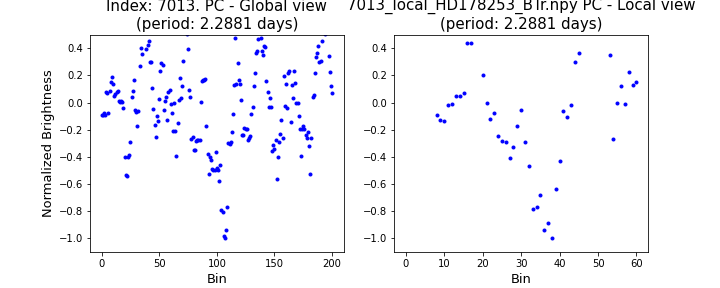 Index: 7013. PC - Global view
(period: 2.2881 days)
7013_local_HD178253_BTr.npy PC - Local view
(period: 2.2881 days)
Normalized Brightness
0.4
0.2
0.0
−0.2
−0.4
−0.6
−0.8
−1.0
0 50 100 150 200
Bin
0.4
0.2
0.0
−0.2
−0.4
−0.6
−0.8
−1.0
0 10 20 30 40 50 60
Bin